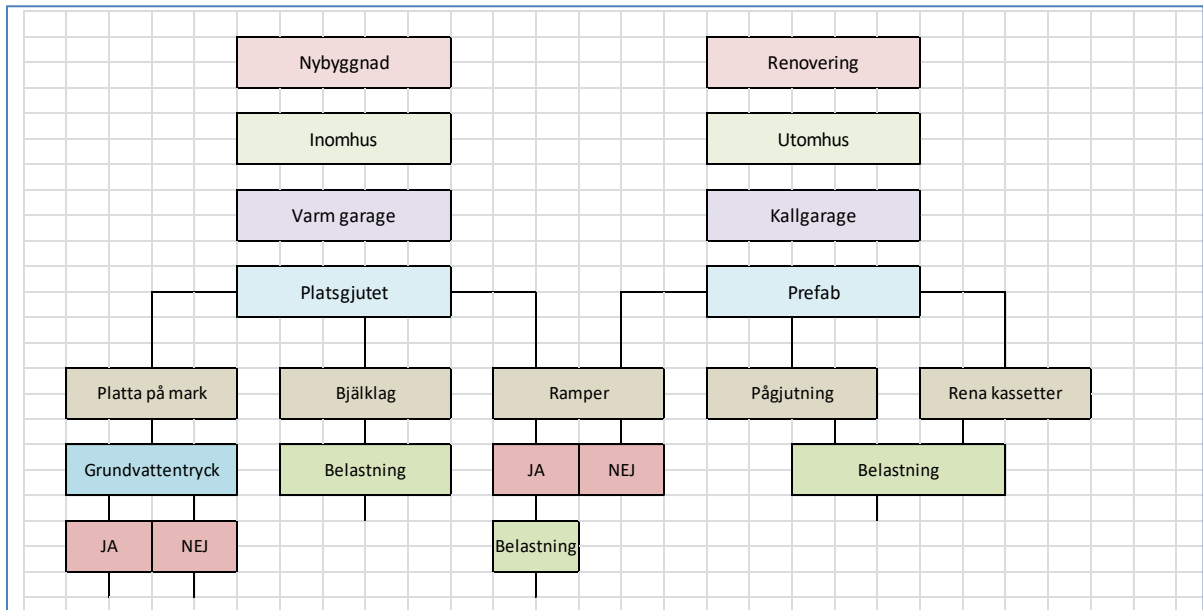 Nybyggnad
Renovering
Inomhus
Utomhus
Varm garage
Kallgarage
Platsgjutet
Prefab
Platta på mark
Bjälklag
Ramper
Pågjutning
Rena kassetter
Grundvattentryck
Belastning
JA
NEJ
Belastning
JA
NEJ
Belastning